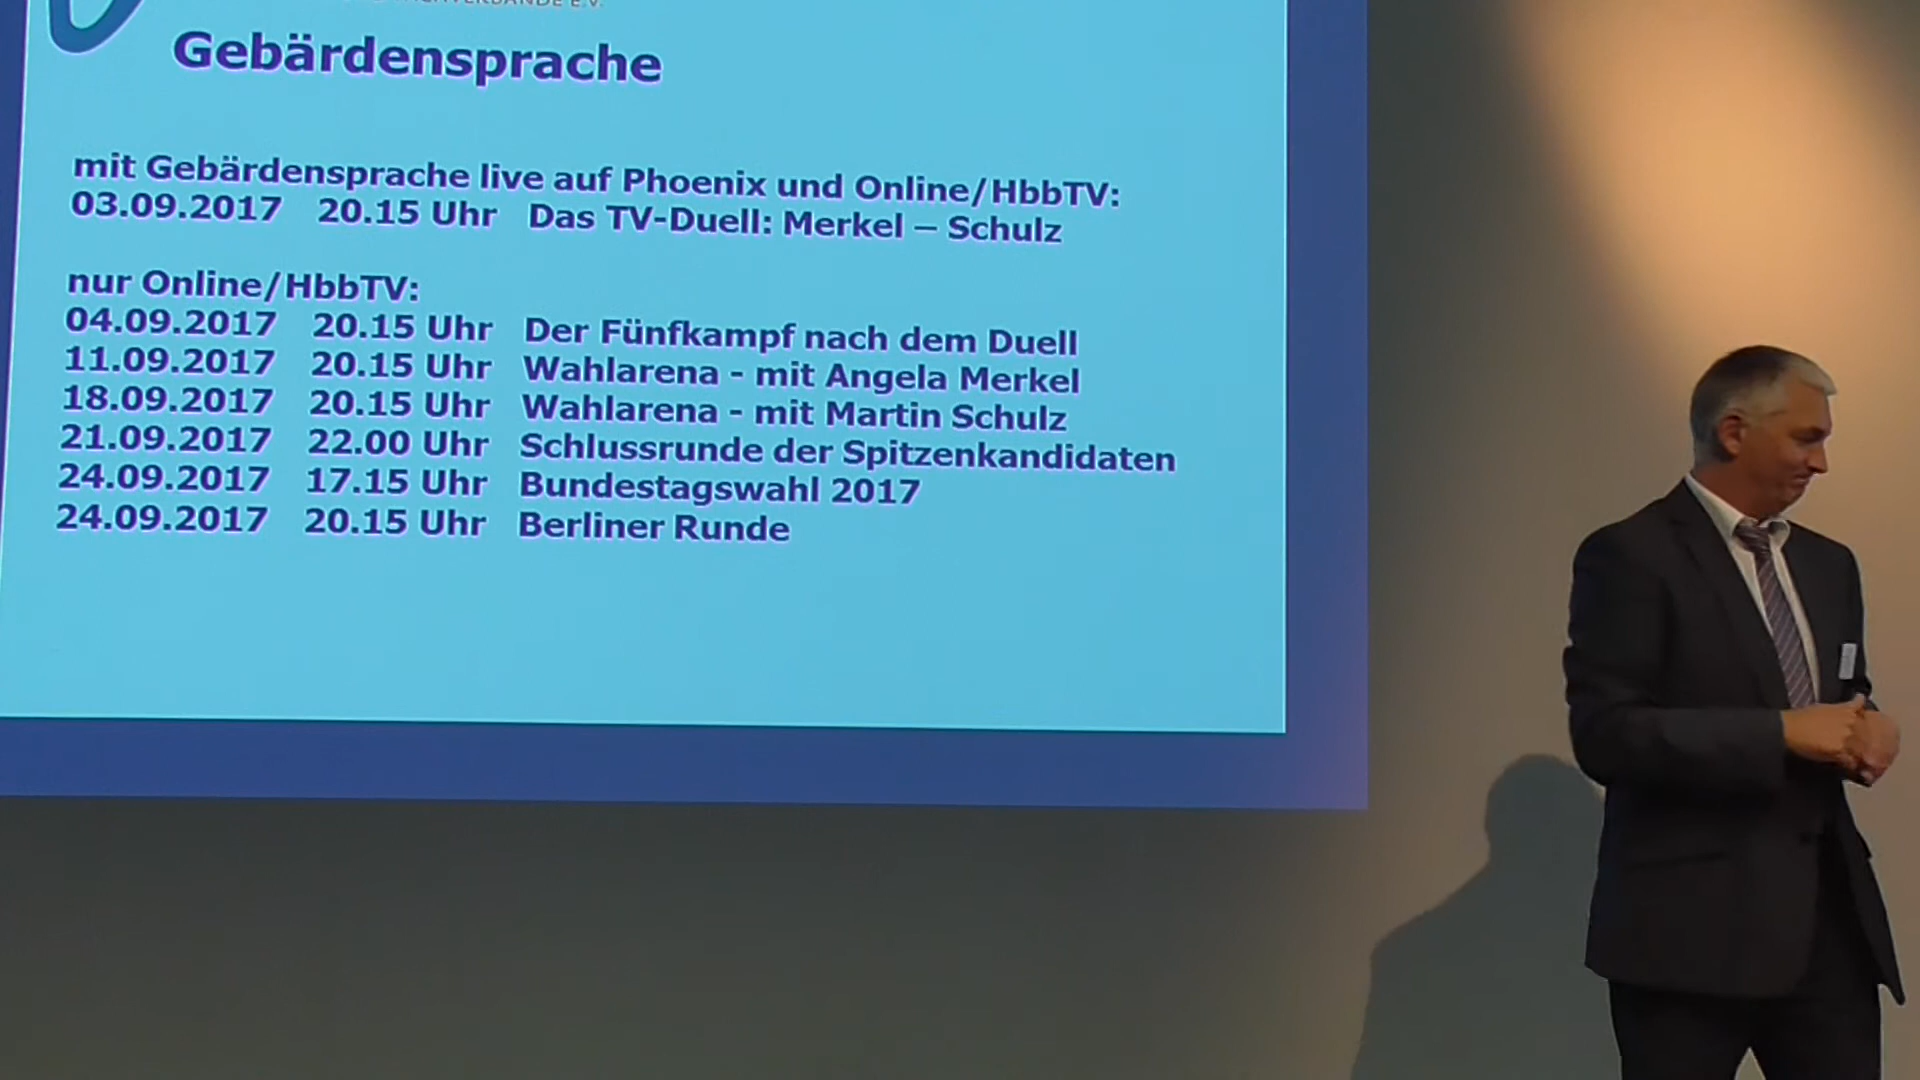 E.V.
Gebärdensprache
mit Gebärdensprache live auf Phoenix und Online/HbbTV:
03.09.2017 20.15 Uhr Das TV-Duell: Merkel – Schulz
nur Online/HbbTV:
04.09.2017 20.15 Uhr Der Fünfkampf nach dem Duell
11.09.2017 20.15 Uhr Wahlarena - mit Angela Merkel
18.09.2017 20.15 Uhr Wahlarena - mit Martin Schulz
21.09.2017 22.00 Uhr Schlussrunde der Spitzenkandidaten
24.09.2017 17.15 Uhr Bundestagswahl 2017
24.09.2017 20.15 Uhr Berliner Runde